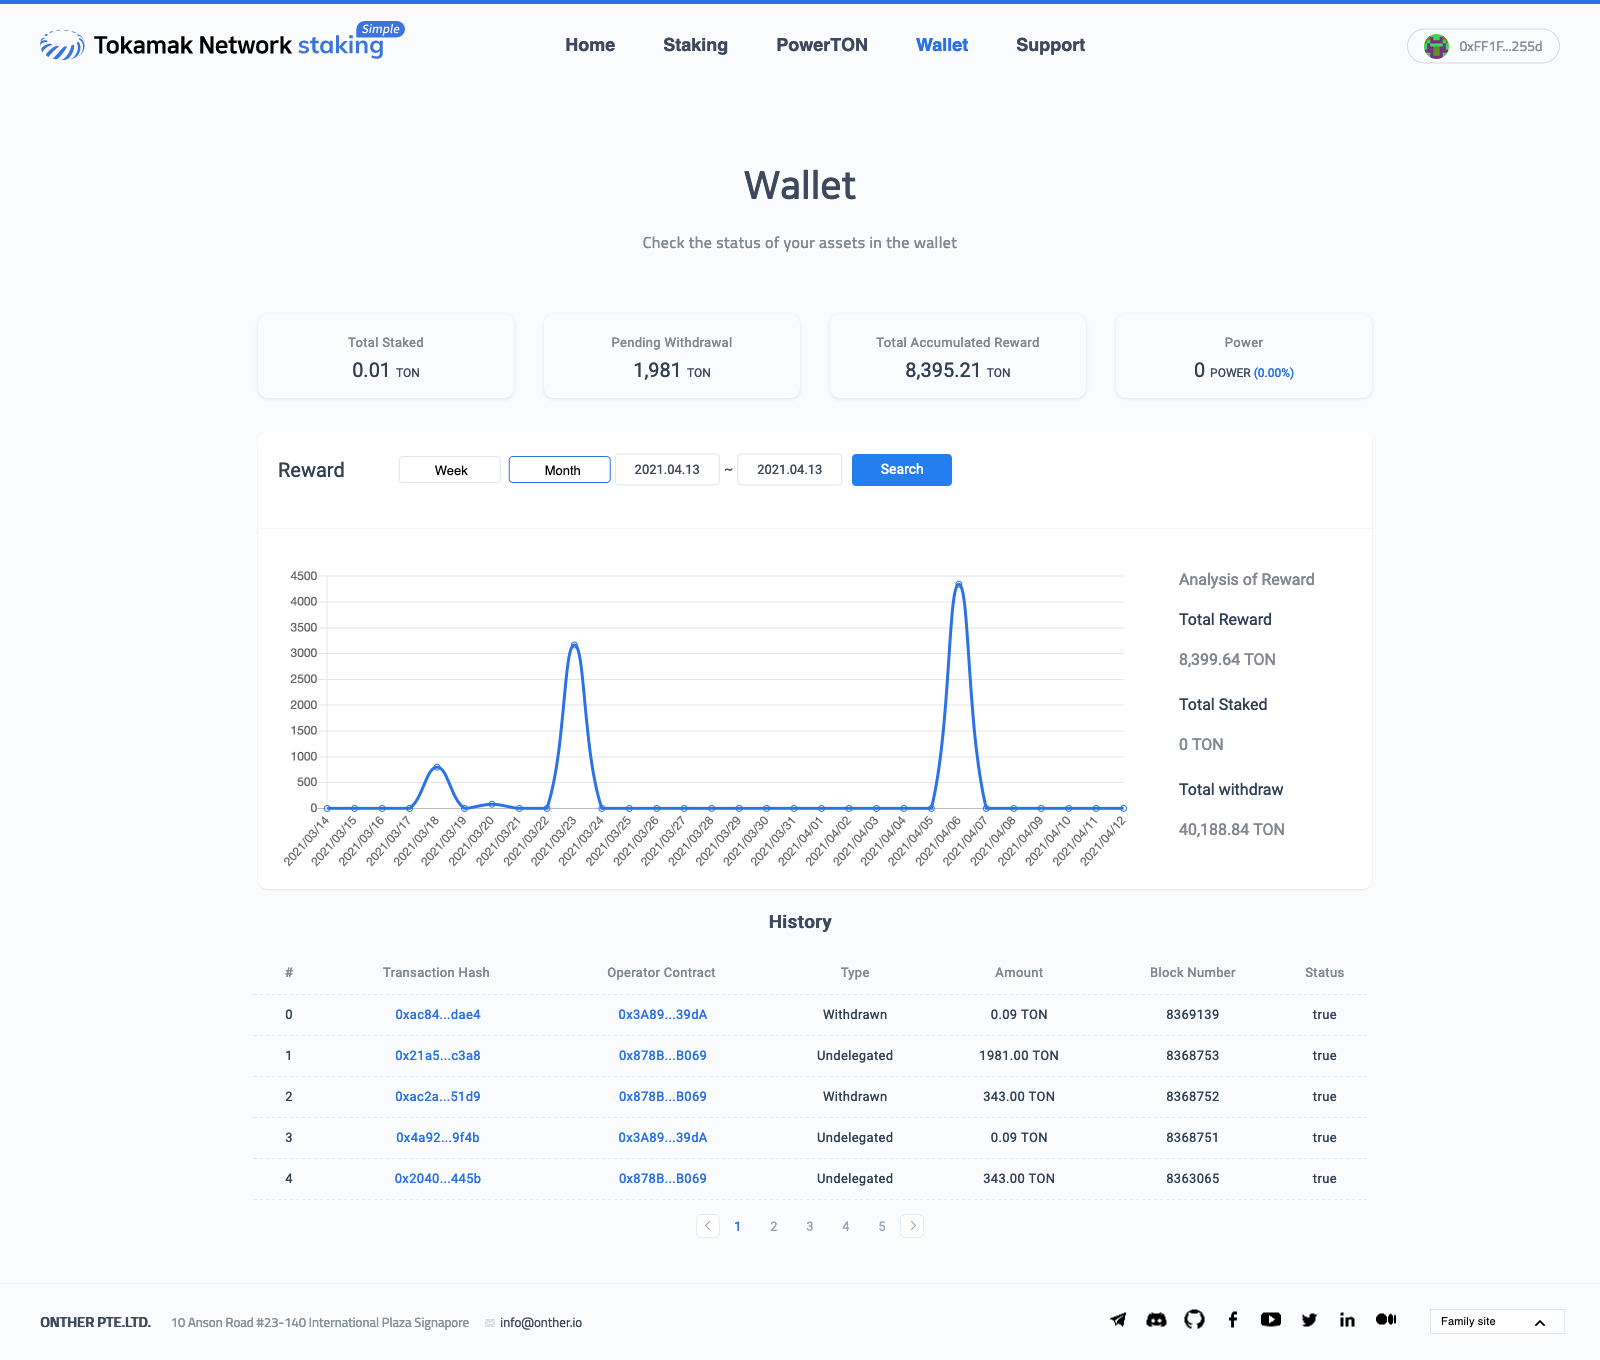 Tokamak Network staking Simple
Home Staking PowerTON Wallet Support
0xFF1F...255d
Wallet
Check the status of your assets in the wallet
Total Staked
0.01 TON
Pending Withdrawal
1,981 TON
Total Accumulated Reward
8,395.21 TON
Power
0 POWER (0.00%)
Reward Week Month 2021.04.13 ~ 2021.04.13 Search
4500
4000
3500
3000
2500
2000
1500
1000
500
0
2021/03/14 2021/03/15 2021/03/16 2021/03/17 2021/03/18 2021/03/19 2021/03/20 2021/03/21 2021/03/22 2021/03/23 2021/03/24 2021/03/25 2021/03/26 2021/03/27 2021/03/28 2021/03/29 2021/03/30 2021/03/31 2021/04/01 2021/04/02 2021/04/03 2021/04/04 2021/04/05 2021/04/06 2021/04/07 2021/04/08 2021/04/09 2021/04/10 2021/04/11 2021/04/12
Analysis of Reward
Total Reward
8,399.64 TON
Total Staked
0 TON
Total withdraw
40,188.84 TON
History
# Transaction Hash Operator Contract Type Amount Block Number Status
0 0xac84...dae4 0x3A89...39dA Withdrawn 0.09 TON 8369139 true
1 0x21a5...c3a8 0x878B...B069 Undelegated 1981.00 TON 8368753 true
2 0xac2a...51d9 0x878B...B069 Withdrawn 343.00 TON 8368752 true
3 0x4a92...9f4b 0x3A89...39dA Undelegated 0.09 TON 8368751 true
4 0x2040...445b 0x878B...B069 Undelegated 343.00 TON 8363065 true
1 2 3 4 5
ONTHER PTE.LTD. 10 Anson Road #23-140 International Plaza Signapore info@onther.io
Family site